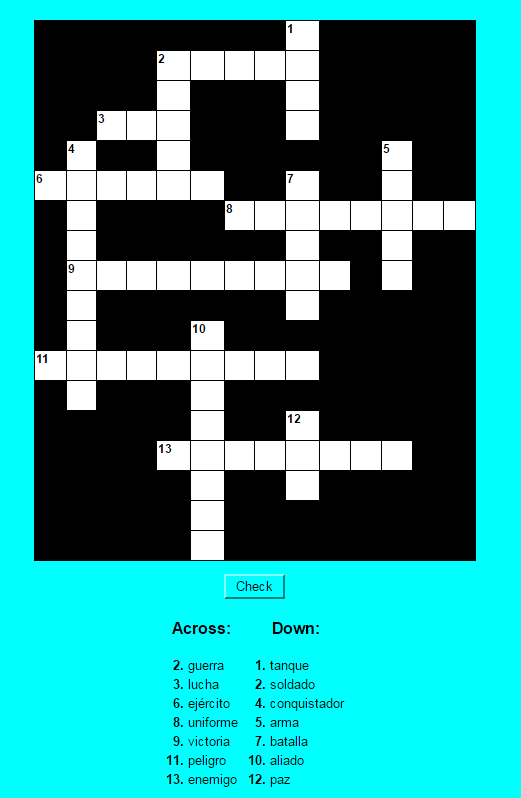 1
2
3
4 5
6 7
8
9
10
11
12
13
Check
Across: Down:
2. guerra 1. tanque
3. lucha 2. soldado
6. ejército 4. conquistador
8. uniforme 5. arma
9. victoria 7. batalla
11. peligro 10. aliado
13. enemigo 12. paz